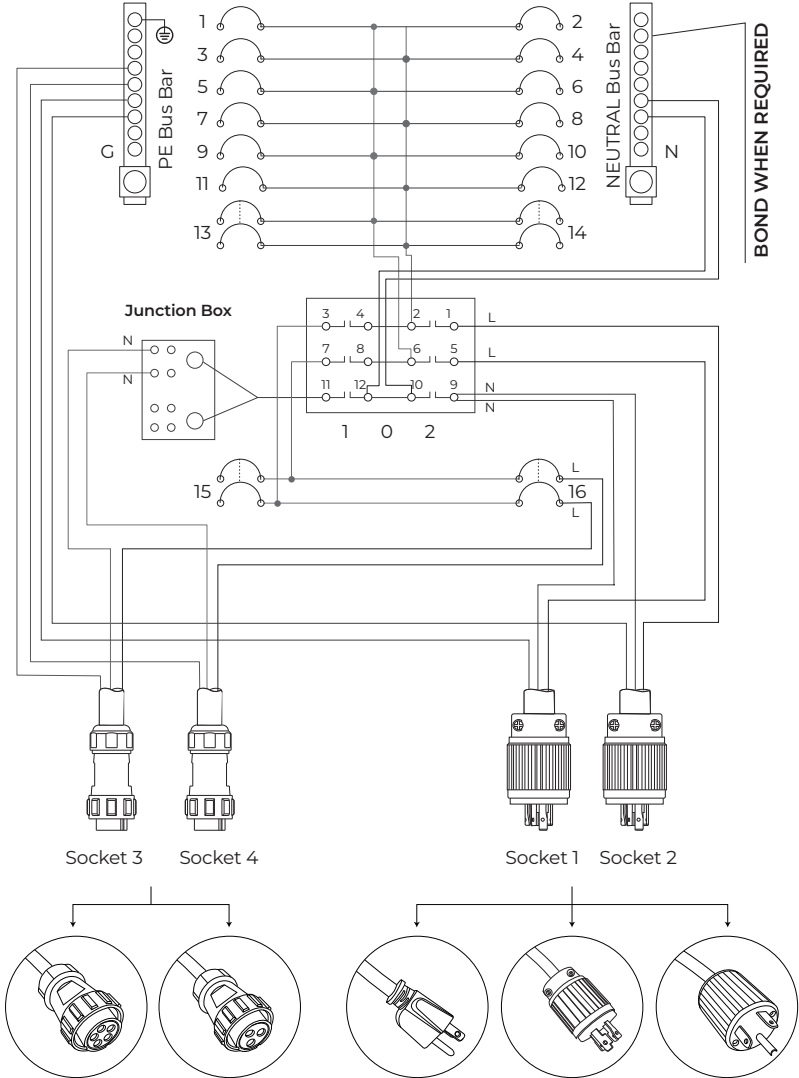 1
2
3
4
5
6
7
8
9
10
11
12
13
14
G
PE Bus Bar
NEUTRAL Bus Bar
N
BOND WHEN REQUIRED
Junction Box
N
N
3 4 2 1
L
7 8 6 5
L
11 12 10 9
N
N
1 0 2
15
16
L
L
Socket 3
Socket 4
Socket 1
Socket 2